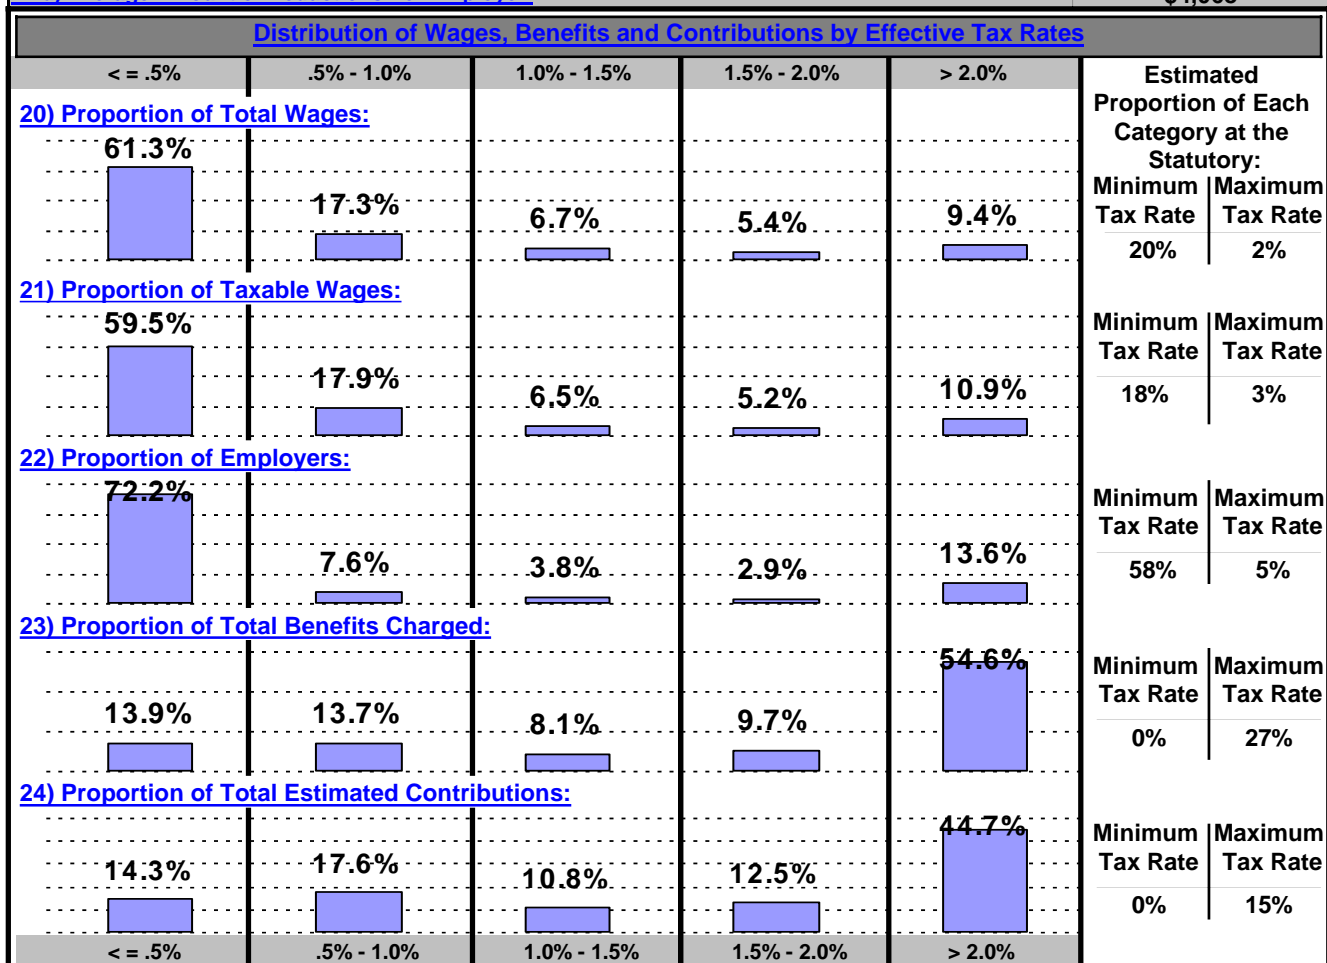 Distribution of Wages, Benefits and Contributions by Effective Tax Rates
< = .5% .5% - 1.0% 1.0% - 1.5% 1.5% - 2.0% > 2.0%
Estimated
Proportion of Each
Category at the
Statutory:
20) Proportion of Total Wages:
61.3% 17.3% 6.7% 5.4% 9.4%
Minimum Maximum
Tax Rate Tax Rate
20% 2%
21) Proportion of Taxable Wages:
59.5% 17.9% 6.5% 5.2% 10.9%
Minimum Maximum
Tax Rate Tax Rate
18% 3%
22) Proportion of Employers:
72.2% 7.6% 3.8% 2.9% 13.6%
Minimum Maximum
Tax Rate Tax Rate
58% 5%
23) Proportion of Total Benefits Charged:
13.9% 13.7% 8.1% 9.7% 54.6%
Minimum Maximum
Tax Rate Tax Rate
0% 27%
24) Proportion of Total Estimated Contributions:
14.3% 17.6% 10.8% 12.5% 44.7%
Minimum Maximum
Tax Rate Tax Rate
0% 15%
< = .5% .5% - 1.0% 1.0% - 1.5% 1.5% - 2.0% > 2.0%